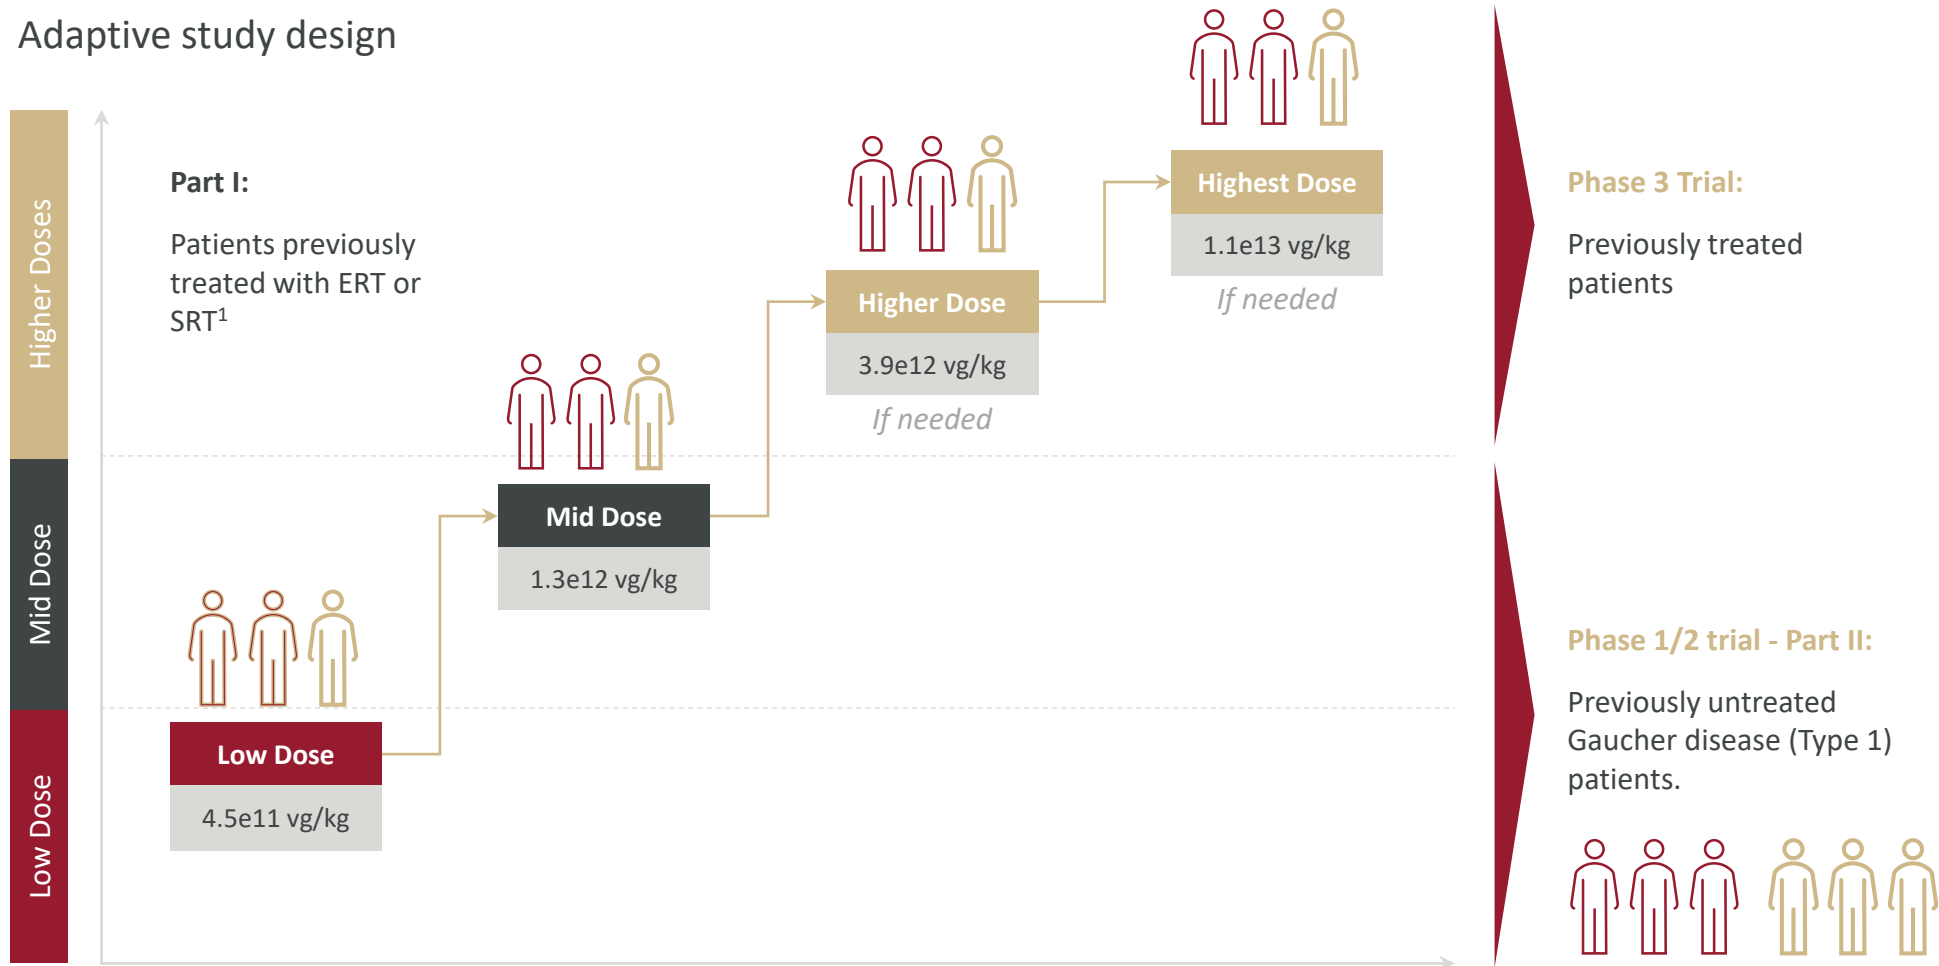 Adaptive study design
Higher Doses
Mid Dose
Low Dose
Part I:
Patients previously
treated with ERT or
SRT¹
Low Dose
4.5e11 vg/kg
Mid Dose
1.3e12 vg/kg
Higher Dose
3.9e12 vg/kg
If needed
Highest Dose
1.1e13 vg/kg
If needed
Phase 3 Trial:
Previously treated
patients
Phase 1/2 trial - Part II:
Previously untreated
Gaucher disease (Type 1)
patients.